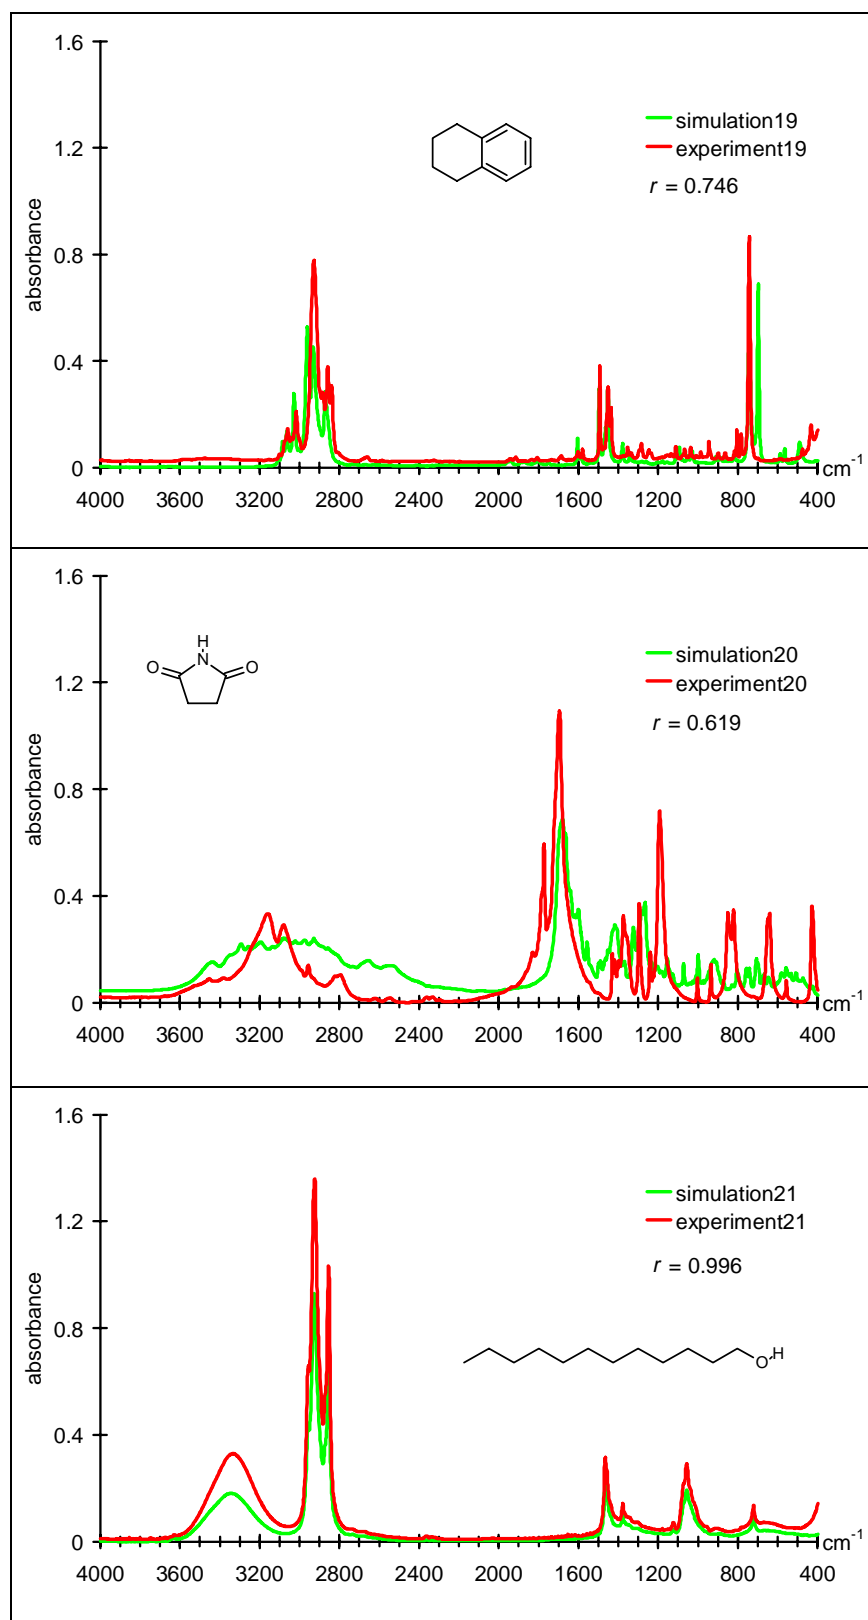 1.6
simulation19
experiment19
r = 0.746
1.2
0.8
0.4
0
absorbance
4000 3600 3200 2800 2400 2000 1600 1200 800 400
cm-1
1.6
H
N
O O
simulation20
experiment20
r = 0.619
1.2
0.8
0.4
0
absorbance
4000 3600 3200 2800 2400 2000 1600 1200 800 400
cm-1
1.6
simulation21
experiment21
r = 0.996
1.2
0.8
0.4
0
absorbance
O H
4000 3600 3200 2800 2400 2000 1600 1200 800 400
cm-1